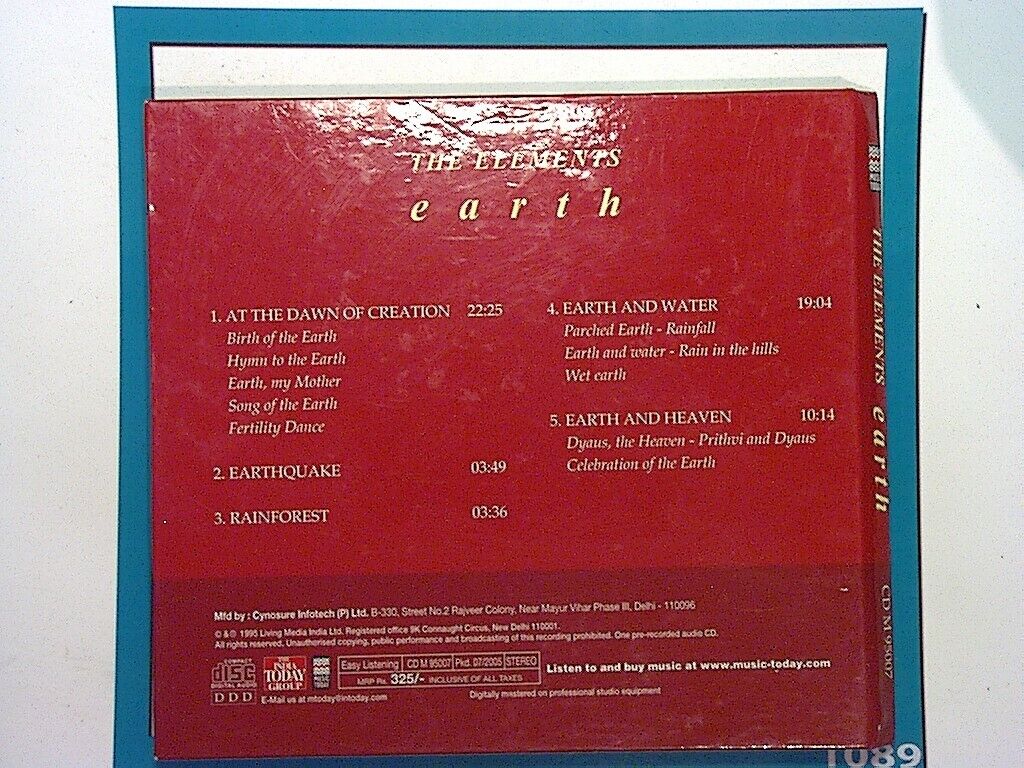 THE ELEMENTS
earth
1. AT THE DAWN OF CREATION 22:25
Birth of the Earth
Hymn to the Earth
Earth, my Mother
Song of the Earth
Fertility Dance
2. EARTHQUAKE 03:49
3. RAINFOREST 03:36
4. EARTH AND WATER 19:04
Parched Earth - Rainfall
Earth and water - Rain in the hills
Wet earth
5. EARTH AND HEAVEN 10:14
Dyaus, the Heaven - Prithvi and Dyaus
Celebration of the Earth
Mfd by : Cynosure Infotech (P) Ltd. B-330, Street No.2 Rajveer Colony, Near Mayur Vihar Phase III, Delhi - 110096
© & ℗ 1995 Living Media India Ltd. Registered office 9K Connaught Circus, New Delhi 110001.
All rights reserved. Unauthorised copying, public performance and broadcasting of this recording prohibited. One pre-recorded audio CD.
COMPACT
disc
DIGITAL AUDIO
DDD
THE
INDIA
TODAY
GROUP
MUSIC
TODAY
Easy Listening CD M 95007 Pkd. 07/2005 STEREO
MRP Rs. 325/- INCLUSIVE OF ALL TAXES
Listen to and buy music at www.music-today.com
E-Mail us at mtoday@intoday.com
Digitally mastered on professional studio equipment
THE ELEMENTS earth
CD M 95007
1089